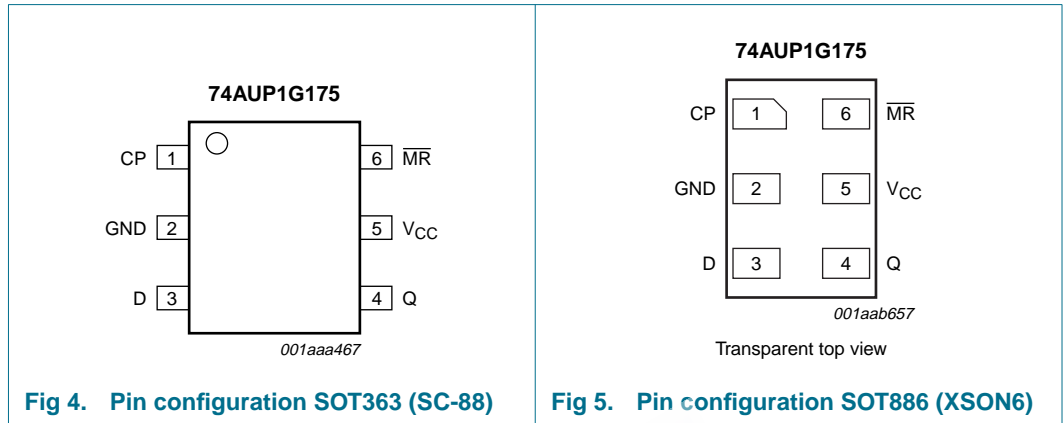 74AUP1G175
CP 1 6 M̅R̅
GND 2 5 VCC
D 3 4 Q
001aaa467
Fig 4. Pin configuration SOT363 (SC-88)
74AUP1G175
CP 1 6 M̅R̅
GND 2 5 VCC
D 3 4 Q
001aab657
Transparent top view
Fig 5. Pin configuration SOT886 (XSON6)